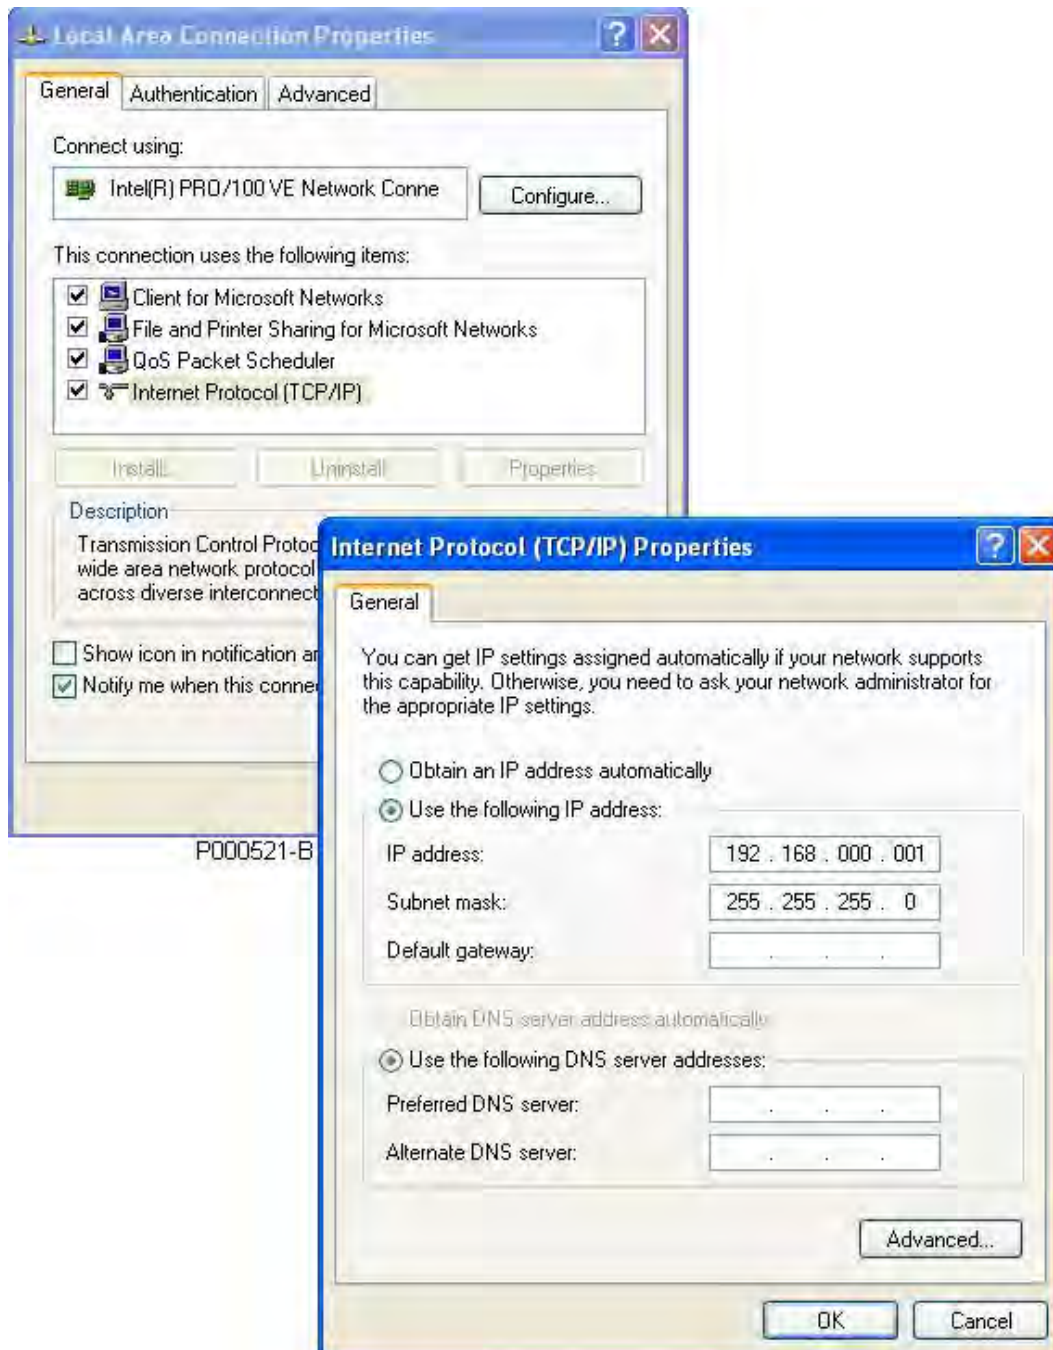 Local Area Connection Properties
General Authentication Advanced
Connect using:
Intel(R) PRO/100 VE Network Conne
Configure...
This connection uses the following items:
Client for Microsoft Networks
File and Printer Sharing for Microsoft Networks
QoS Packet Scheduler
Internet Protocol (TCP/IP)
Install...
Uninstall
Properties
Description
Transmission Control Protoc
wide area network protocol
across diverse interconnect
Show icon in notification ar
Notify me when this connec
P000521-B
Internet Protocol (TCP/IP) Properties
General
You can get IP settings assigned automatically if your network supports
this capability. Otherwise, you need to ask your network administrator for
the appropriate IP settings.
Obtain an IP address automatically
Use the following IP address:
IP address: 192 . 168 . 000 . 001
Subnet mask: 255 . 255 . 255 . 0
Default gateway: . . .
Obtain DNS server address automatically
Use the following DNS server addresses:
Preferred DNS server: . . .
Alternate DNS server: . . .
Advanced...
OK
Cancel